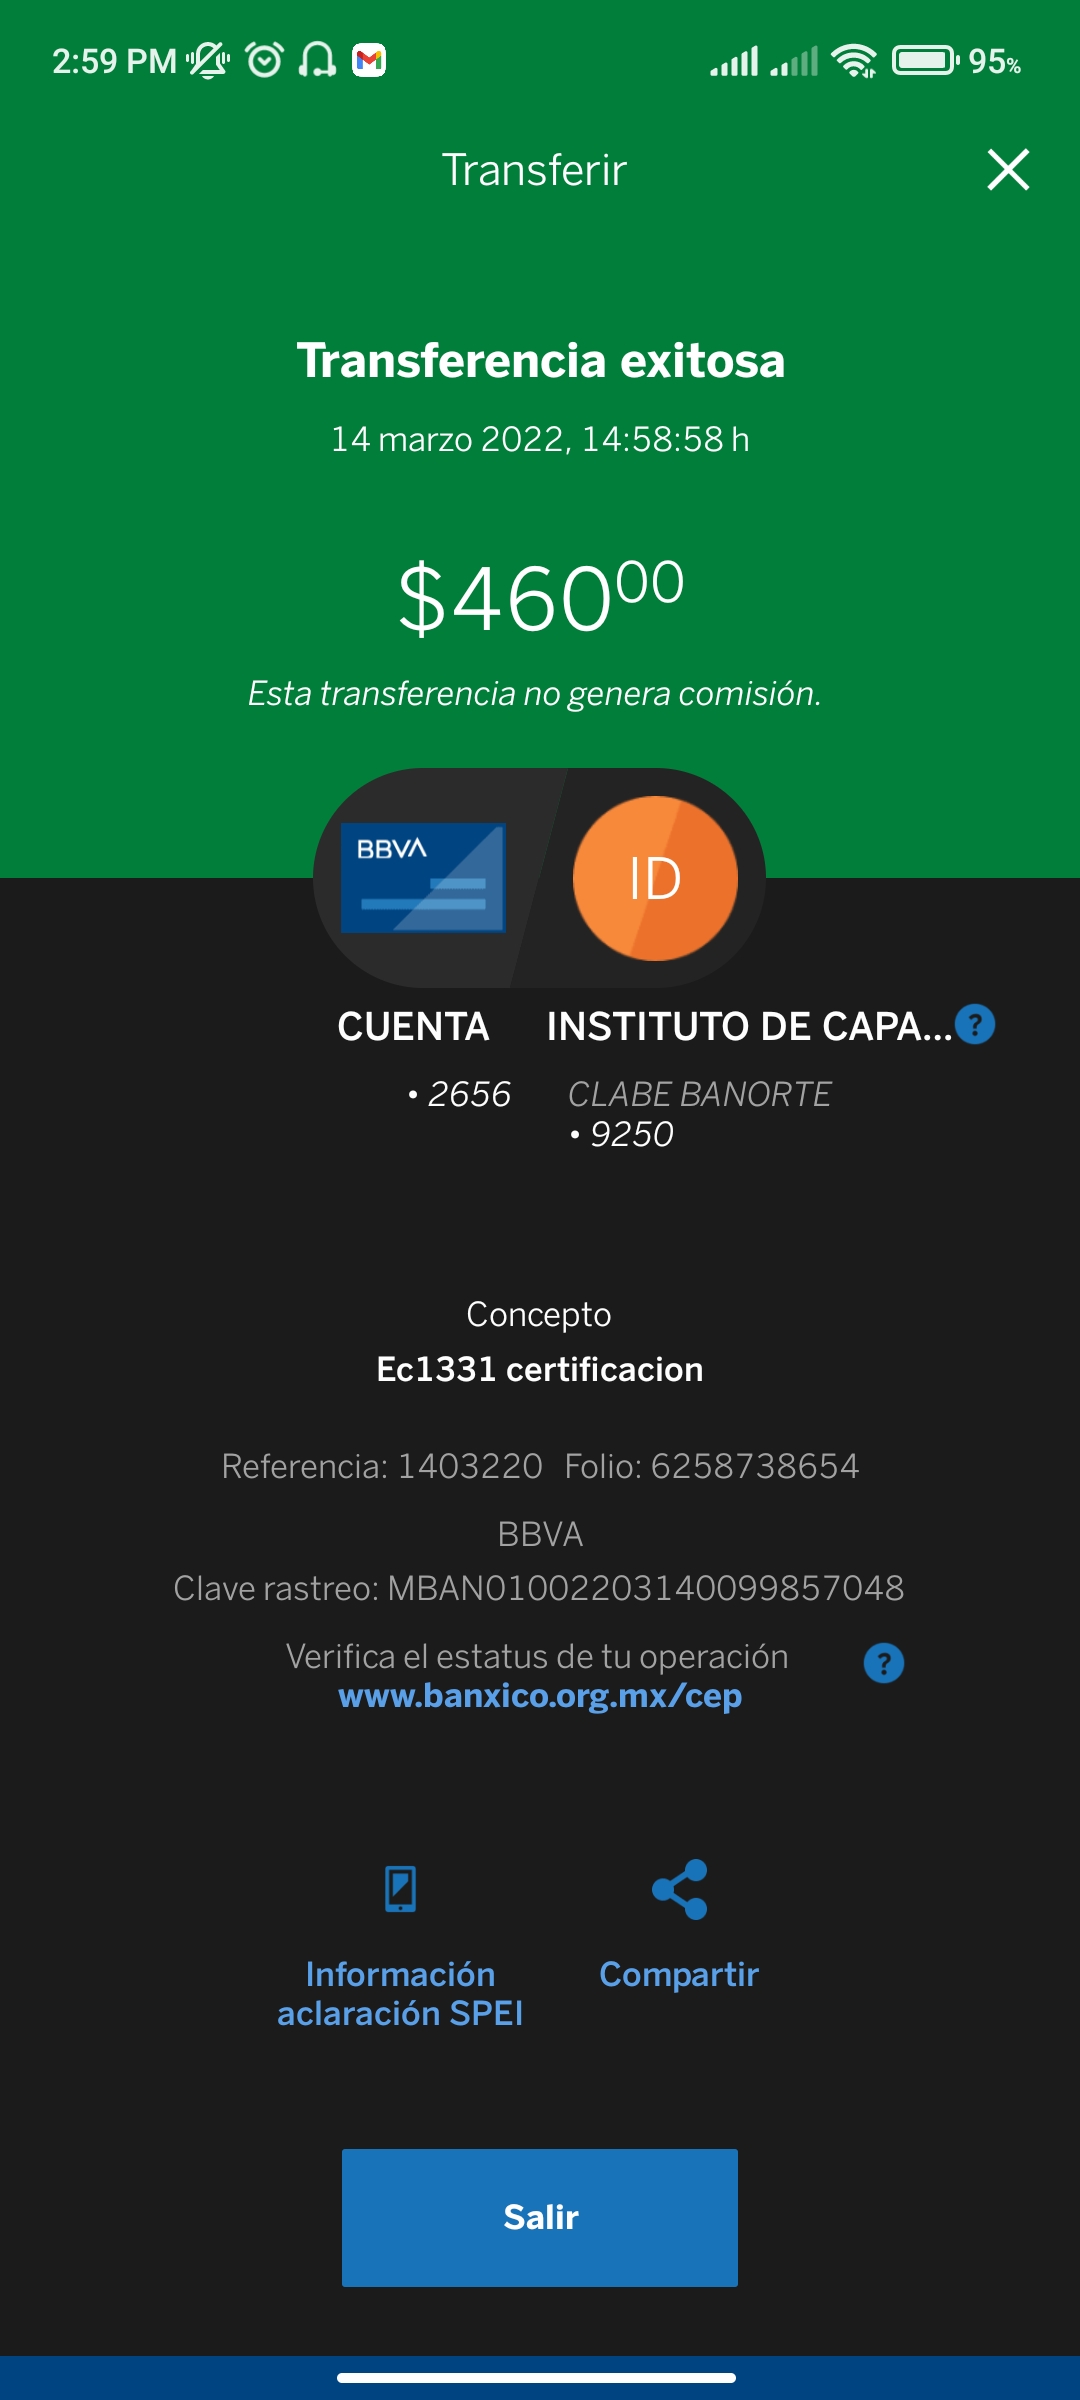 2:59 PM 95%
Transferir
Transferencia exitosa
14 marzo 2022, 14:58:58 h
$46000
Esta transferencia no genera comisión.
BBVA ID
CUENTA INSTITUTO DE CAPA... ?
• 2656 CLABE BANORTE
• 9250
Concepto
Ec1331 certificacion
Referencia: 1403220 Folio: 6258738654
BBVA
Clave rastreo: MBAN01002203140099857048
Verifica el estatus de tu operación ?
www.banxico.org.mx/cep
Información Compartir
aclaración SPEI
Salir